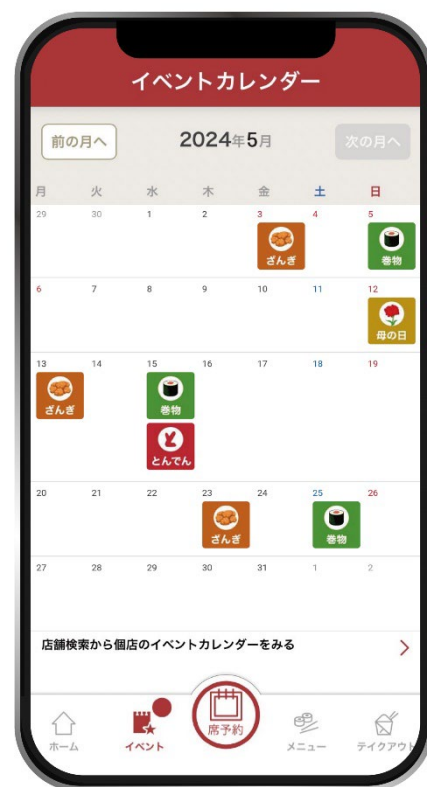 イベントカレンダー
前の月へ 2024年5月 次の月へ
月 火 水 木 金 土 日
29 30 1 2 3 4 5
ざんぎ 巻物
6 7 8 9 10 11 12
母の日
13 14 15 16 17 18 19
ざんぎ 巻物
とんでん
20 21 22 23 24 25 26
ざんぎ 巻物
27 28 29 30 31 1 2
店舗検索から個店のイベントカレンダーをみる
ホーム イベント 席予約 メニュー テイクアウト